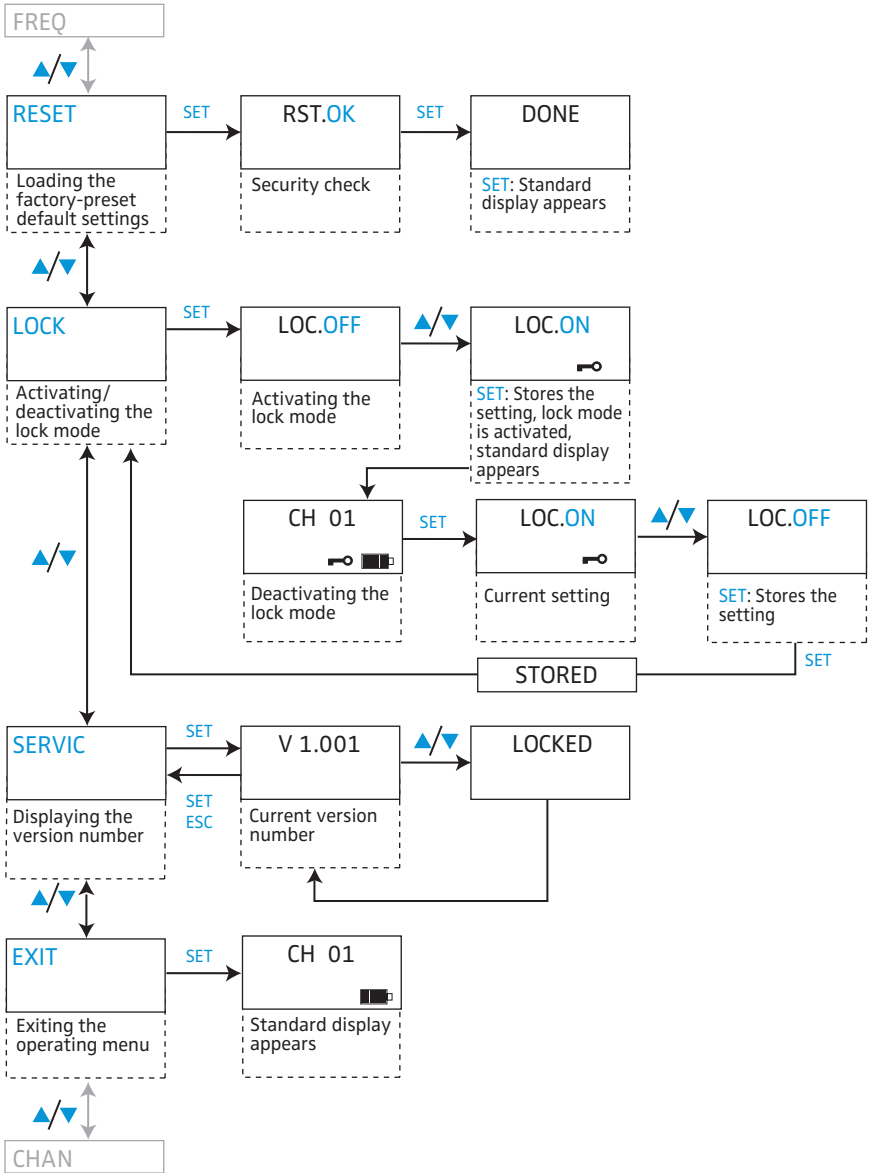 FREQ
▲/▼
RESET
SET
RST.OK
SET
DONE
Loading the
factory-preset
default settings
Security check
SET: Standard
display appears
▲/▼
LOCK
SET
LOC.OFF
▲/▼
LOC.ON
Activating/
deactivating the
lock mode
Activating the
lock mode
SET: Stores the
setting, lock mode
is activated,
standard display
appears
CH 01
SET
LOC.ON
▲/▼
LOC.OFF
▲/▼
Deactivating the
lock mode
Current setting
SET: Stores the
setting
SET
STORED
SERVIC
SET
SET
ESC
V 1.001
▲/▼
LOCKED
Displaying the
version number
Current version
number
▲/▼
EXIT
SET
CH 01
Exiting the
operating menu
Standard display
appears
▲/▼
CHAN